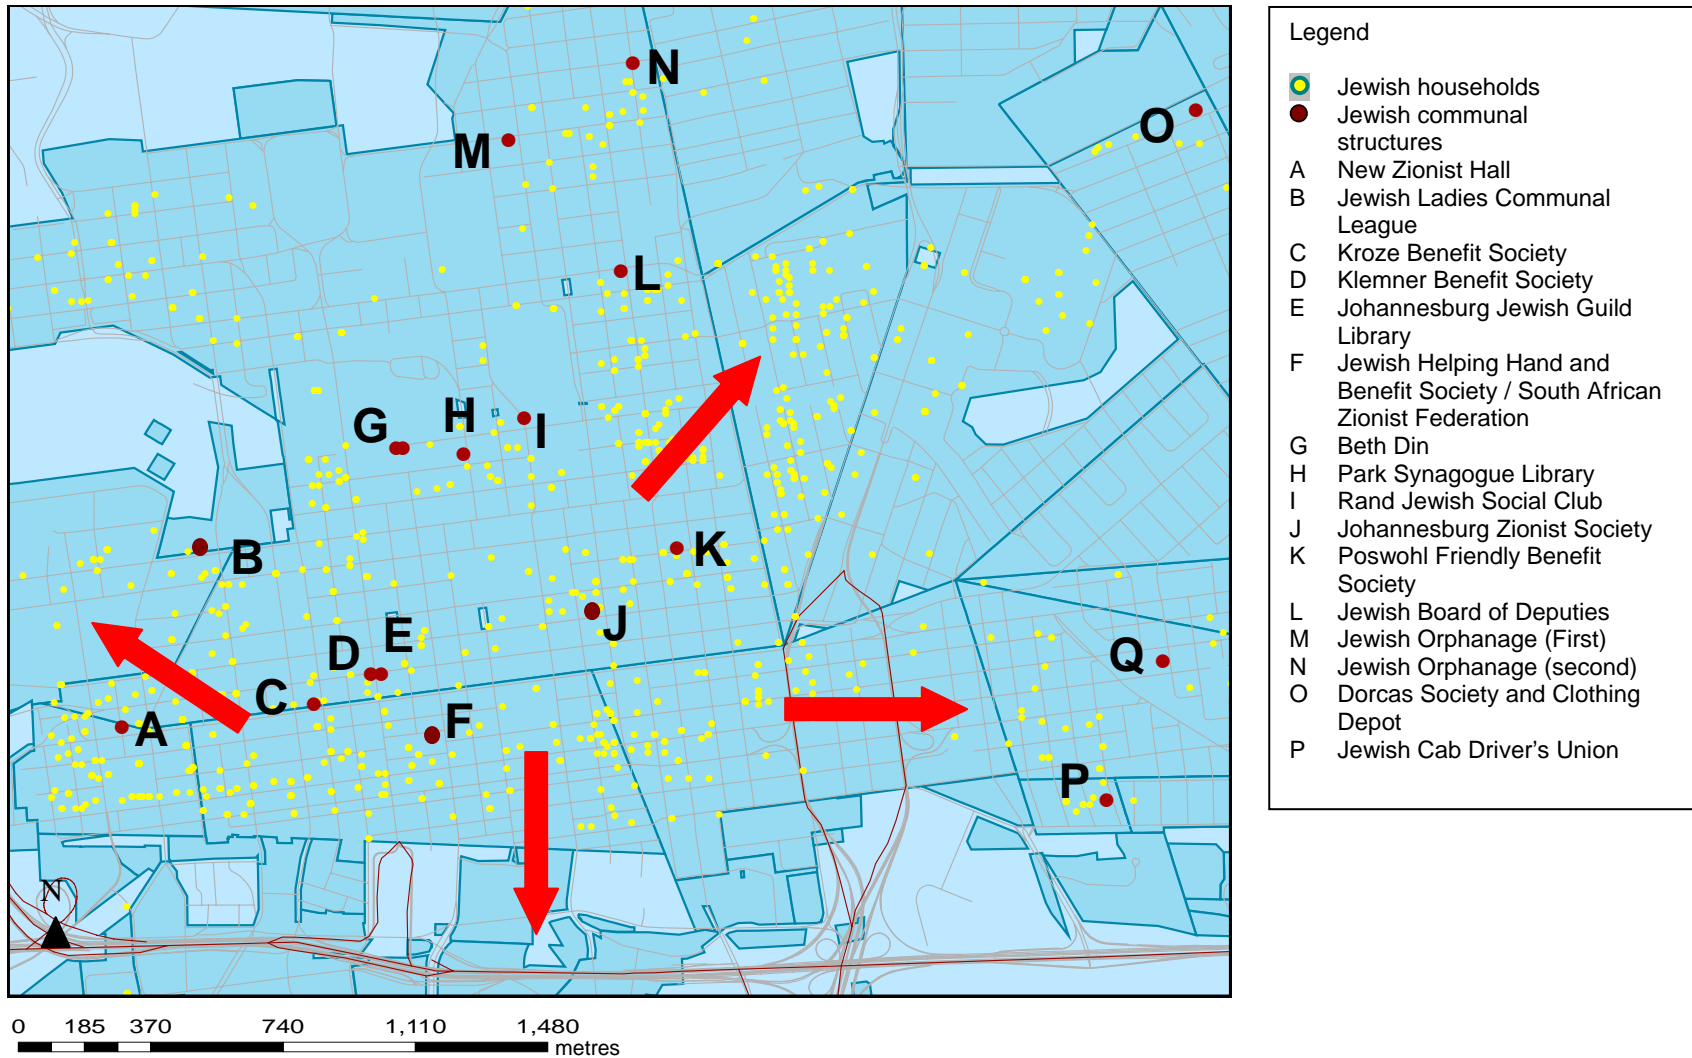 N
M
O
L
H
G
I
B
K
J
E
D
C
F
A
Q
P
N
0 185 370 740 1,110 1,480
metres
Legend
Jewish households
Jewish communal
structures
A New Zionist Hall
B Jewish Ladies Communal
League
C Kroze Benefit Society
D Klemner Benefit Society
E Johannesburg Jewish Guild
Library
F Jewish Helping Hand and
Benefit Society / South African
Zionist Federation
G Beth Din
H Park Synagogue Library
I Rand Jewish Social Club
J Johannesburg Zionist Society
K Poswohl Friendly Benefit
Society
L Jewish Board of Deputies
M Jewish Orphanage (First)
N Jewish Orphanage (second)
O Dorcas Society and Clothing
Depot
P Jewish Cab Driver's Union